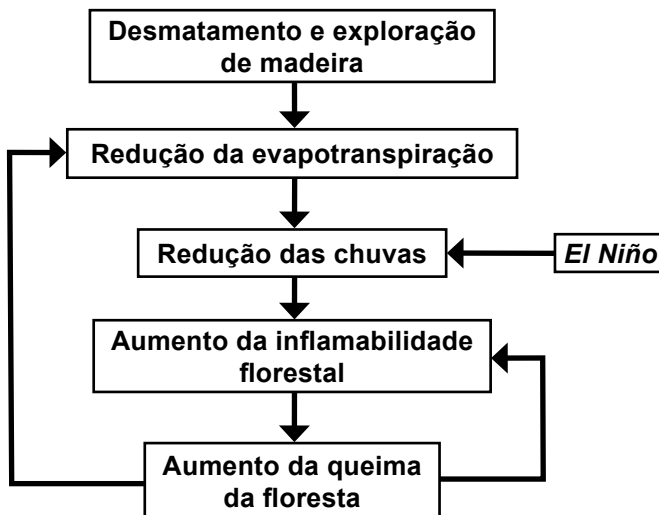 Desmatamento e exploração
de madeira
Redução da evapotranspiração
Redução das chuvas
El Niño
Aumento da inflamabilidade
florestal
Aumento da queima
da floresta